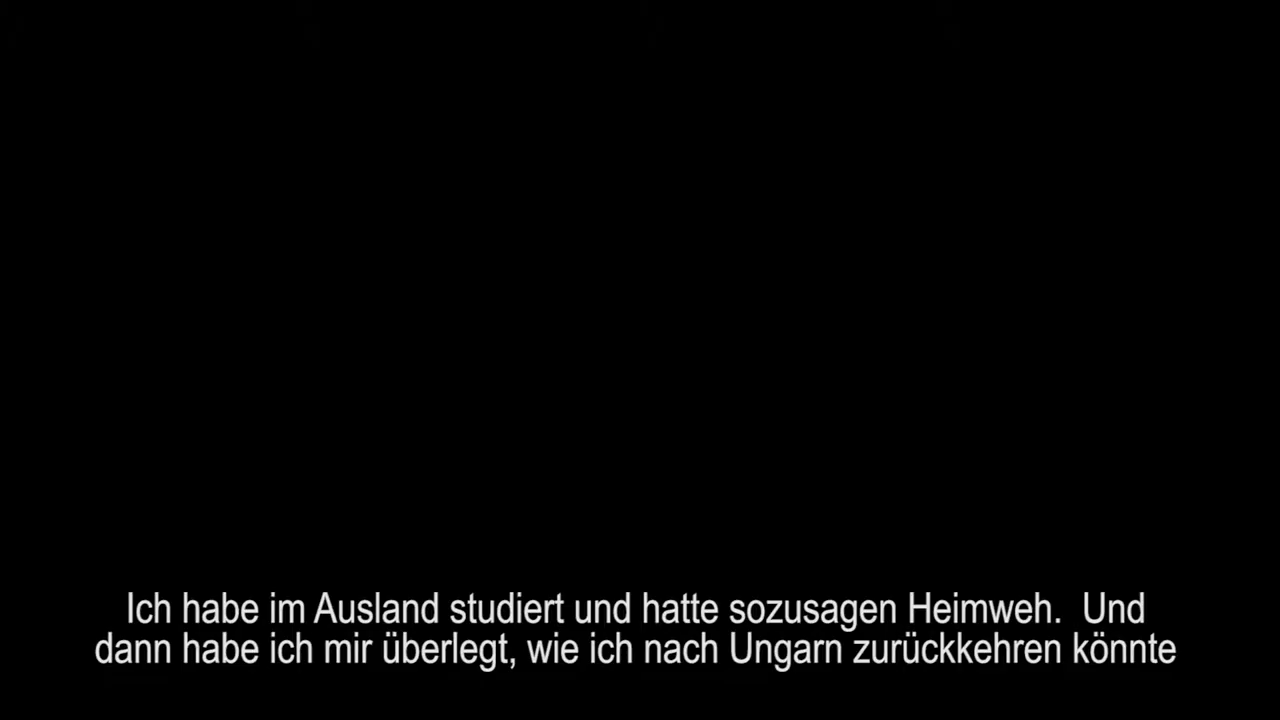 Ich habe im Ausland studiert und hatte sozusagen Heimweh.  Und
dann habe ich mir überlegt, wie ich nach Ungarn zurückkehren könnte